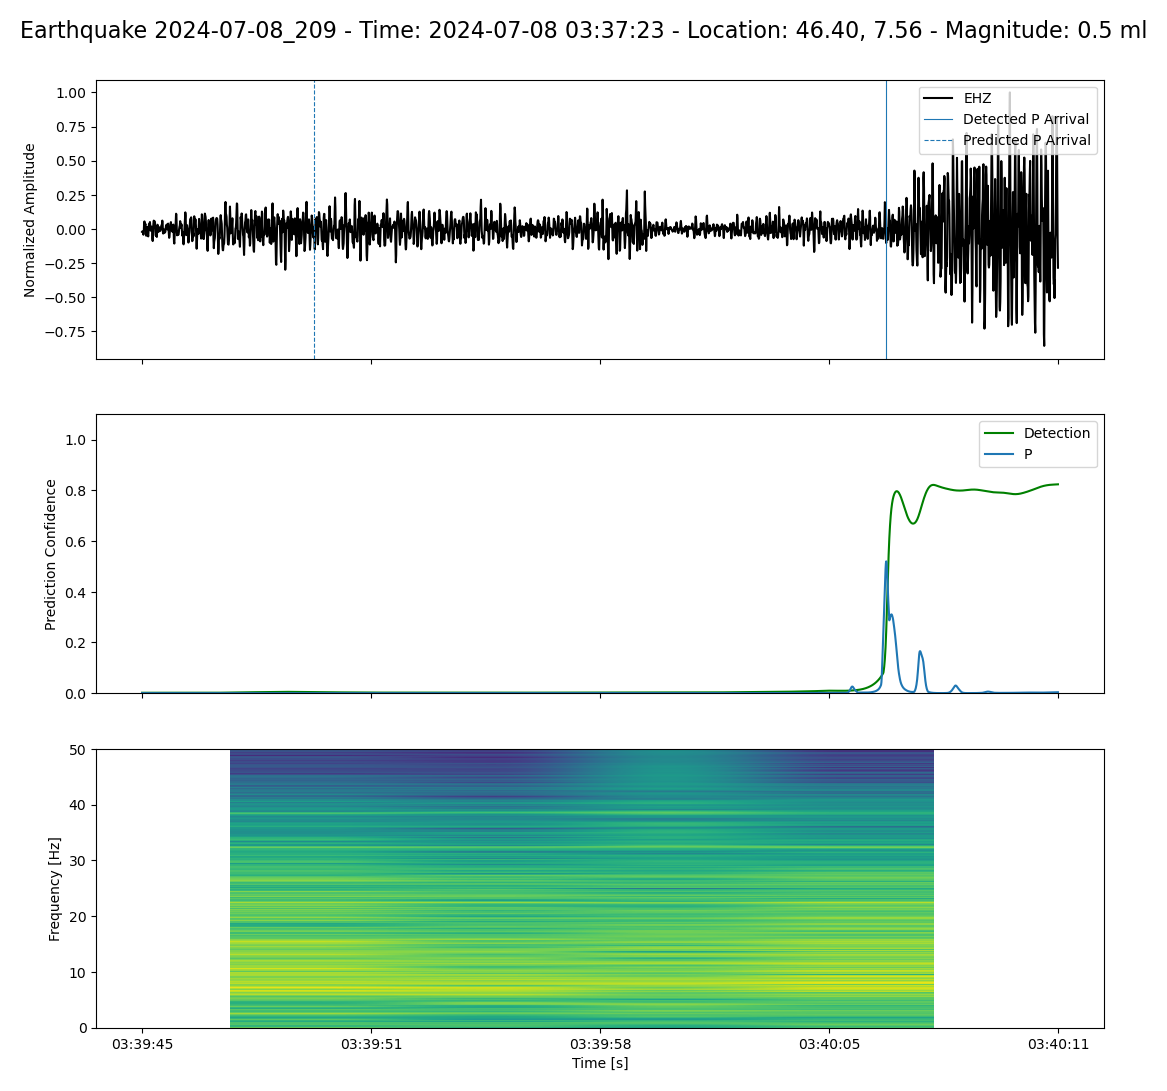 Earthquake 2024-07-08_209 - Time: 2024-07-08 03:37:23 - Location: 46.40, 7.56 - Magnitude: 0.5 ml
Normalized Amplitude
1.00
0.75
0.50
0.25
0.00
−0.25
−0.50
−0.75
EHZ
Detected P Arrival
Predicted P Arrival
Prediction Confidence
1.0
0.8
0.6
0.4
0.2
0.0
Detection
P
Frequency [Hz]
50
40
30
20
10
0
03:39:45 03:39:51 03:39:58 03:40:05 03:40:11
Time [s]